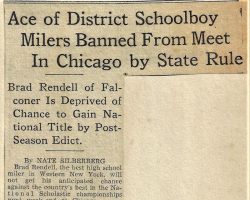 Ace of District Schoolboy
Milers Banned From Meet
In Chicago by State Rule
Brad Rendell of Fal-
coner Is Deprived of
Chance to Gain Na-
tional Title by Post-
Season Edict.
By NATE SILBERBERG
Brad Rendell, the best high school
miler in Western New York, will
not get his anticipated chance
against the country's best in the Na-
tional Scholastic championships